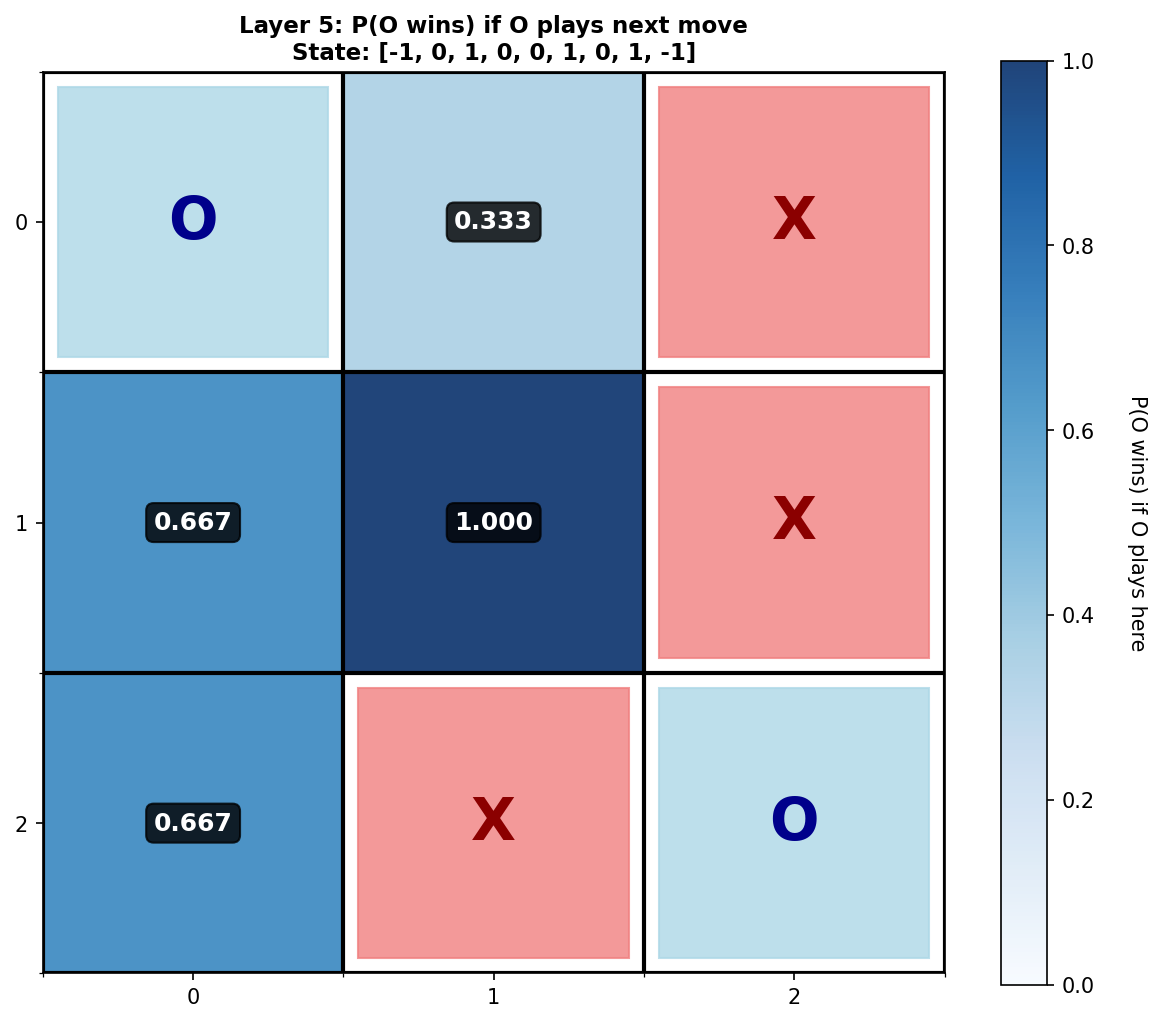 Layer 5: P(O wins) if O plays next move
State: [-1, 0, 1, 0, 0, 1, 0, 1, -1]
0
O
0.333
X
1
0.667
1.000
X
2
0.667
X
O
0
1
2
1.0
0.8
0.6
0.4
0.2
0.0
P(O wins) if O plays here